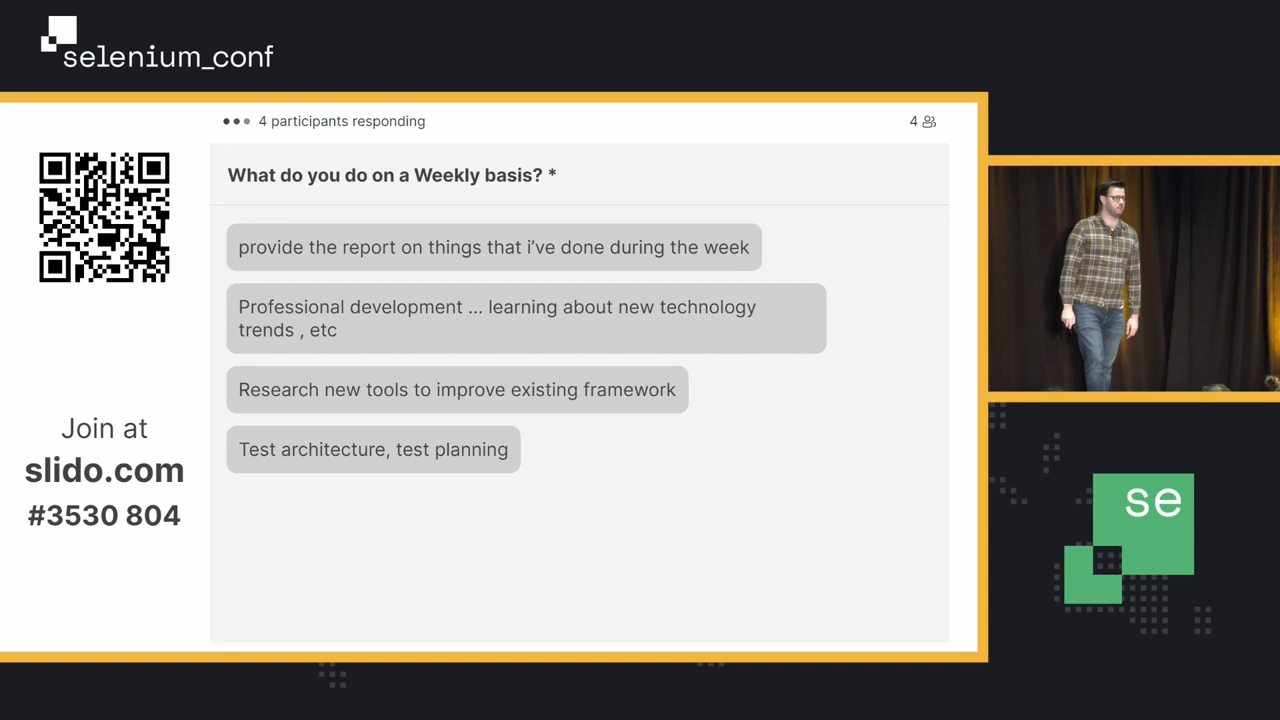 selenium_conf
4 participants responding
4
What do you do on a Weekly basis? *
provide the report on things that i’ve done during the week
Professional development ... learning about new technology
trends , etc
Research new tools to improve existing framework
Test architecture, test planning
Join at
slido.com
#3530 804
se